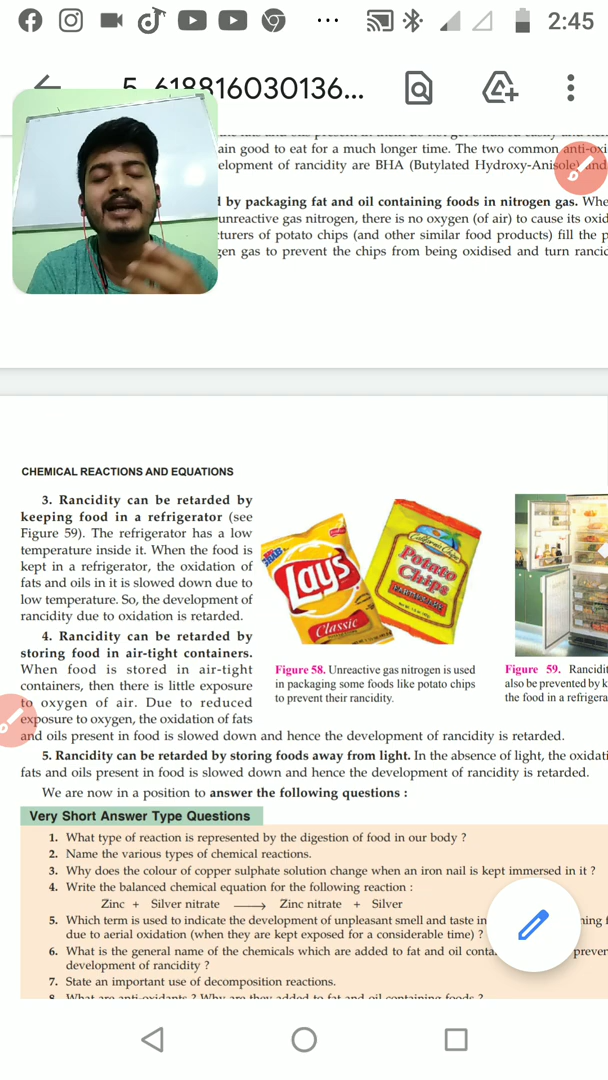 2:45
5_618816030136...
ain good to eat for a much longer time. The two common anti-oxi
elopment of rancidity are BHA (Butylated Hydroxy-Anisole) and
by packaging fat and oil containing foods in nitrogen gas. Whe
unreactive gas nitrogen, there is no oxygen (of air) to cause its oxid
cturers of potato chips (and other similar food products) fill the p
gen gas to prevent the chips from being oxidised and turn rancid
CHEMICAL REACTIONS AND EQUATIONS
3. Rancidity can be retarded by
keeping food in a refrigerator (see
Figure 59). The refrigerator has a low
temperature inside it. When the food is
kept in a refrigerator, the oxidation of
fats and oils in it is slowed down due to
low temperature. So, the development of
rancidity due to oxidation is retarded.
4. Rancidity can be retarded by
storing food in air-tight containers.
When food is stored in air-tight
containers, then there is little exposure
to oxygen of air. Due to reduced
exposure to oxygen, the oxidation of fats
and oils present in food is slowed down and hence the development of rancidity is retarded.
Lay's
Classic
Potato
Chips
Figure 58. Unreactive gas nitrogen is used
in packaging some foods like potato chips
to prevent their rancidity.
Figure 59. Rancidit
also be prevented by k
the food in a refrigera
5. Rancidity can be retarded by storing foods away from light. In the absence of light, the oxidati
fats and oils present in food is slowed down and hence the development of rancidity is retarded.
We are now in a position to answer the following questions :
Very Short Answer Type Questions
1. What type of reaction is represented by the digestion of food in our body ?
2. Name the various types of chemical reactions.
3. Why does the colour of copper sulphate solution change when an iron nail is kept immersed in it ?
4. Write the balanced chemical equation for the following reaction :
Zinc + Silver nitrate ⟶ Zinc nitrate + Silver
5. Which term is used to indicate the development of unpleasant smell and taste in ning f
due to aerial oxidation (when they are kept exposed for a considerable time) ?
6. What is the general name of the chemicals which are added to fat and oil conta preven
development of rancidity ?
7. State an important use of decomposition reactions.
8. What are anti-oxidants ? Why are they added to fat and oil containing foods ?